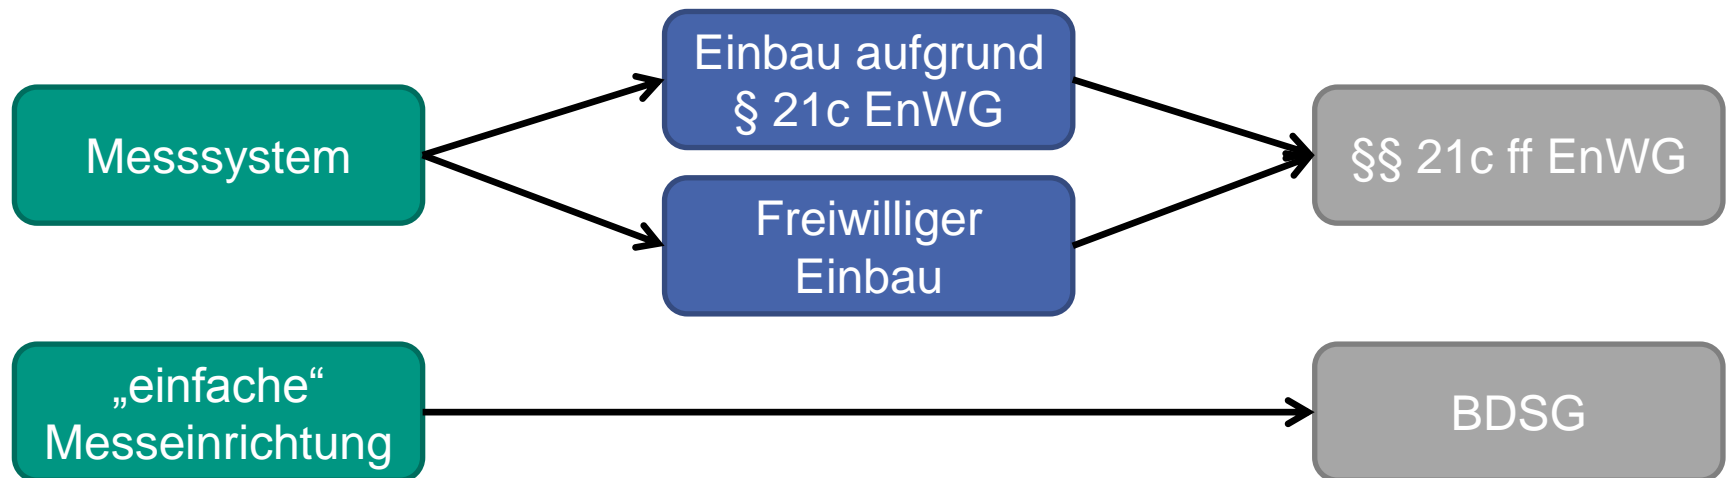 Einbau aufgrund
§ 21c EnWG
Messsystem
§§ 21c ff EnWG
Freiwilliger
Einbau
„einfache“
Messeinrichtung
BDSG